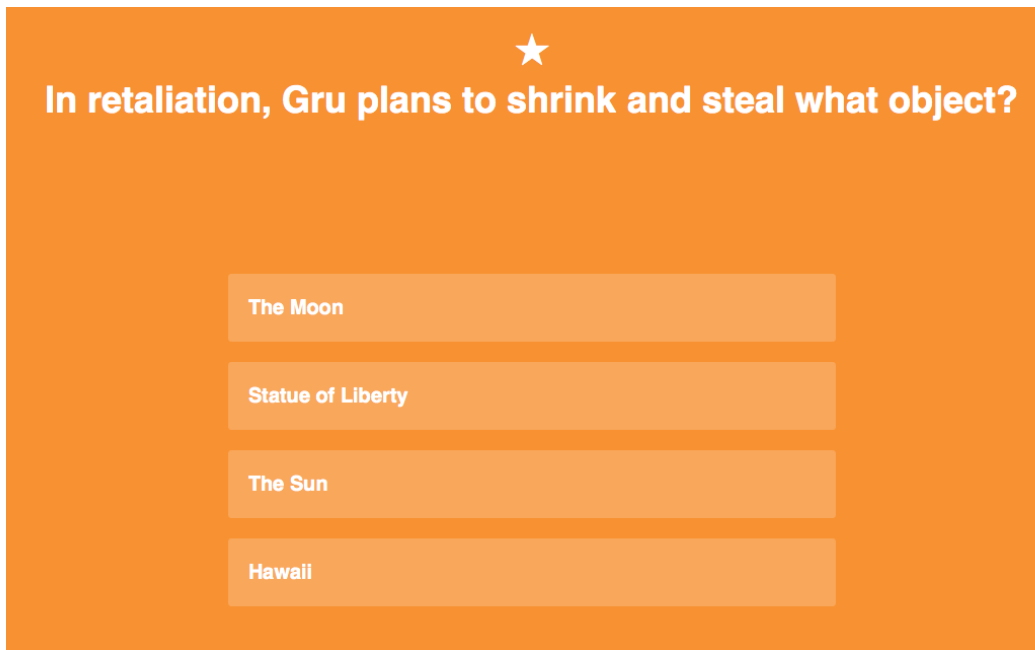 In retaliation, Gru plans to shrink and steal what object?
The Moon
Statue of Liberty
The Sun
Hawaii